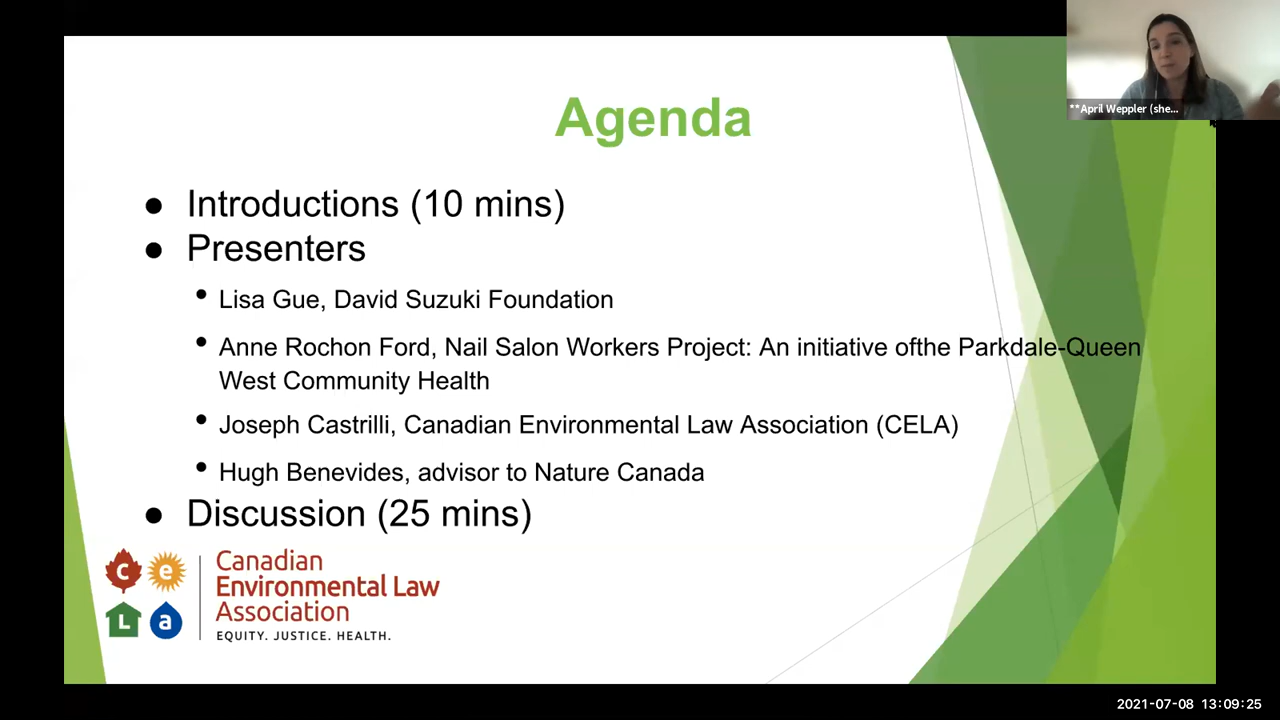 **April Weppler (she...
Agenda
● Introductions (10 mins)
● Presenters
• Lisa Gue, David Suzuki Foundation
• Anne Rochon Ford, Nail Salon Workers Project: An initiative ofthe Parkdale-Queen
West Community Health
• Joseph Castrilli, Canadian Environmental Law Association (CELA)
• Hugh Benevides, advisor to Nature Canada
● Discussion (25 mins)
c e
L a
Canadian
Environmental Law
Association
EQUITY. JUSTICE. HEALTH.
2021-07-08 13:09:25